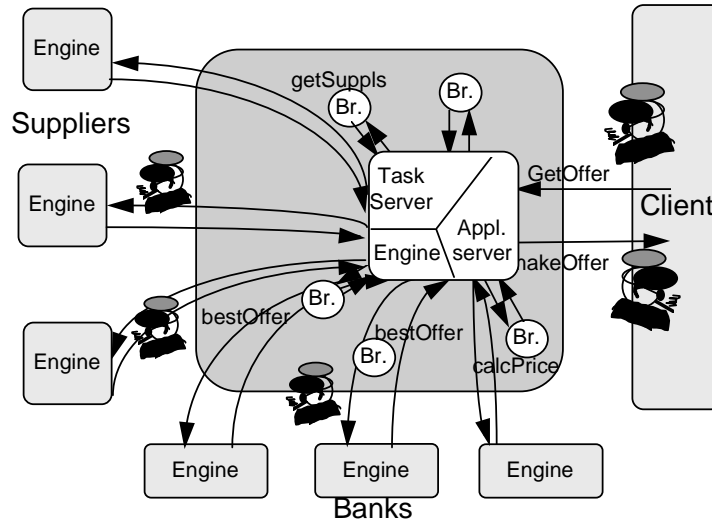 Engine
getSuppls
Br.
Br.
Suppliers
Task
Server
GetOffer
Engine
Client
Appl.
server
Engine
makeOffer
Br.
bestOffer
bestOffer
Br.
Br.
calcPrice
Engine
Engine
Engine
Engine
Banks